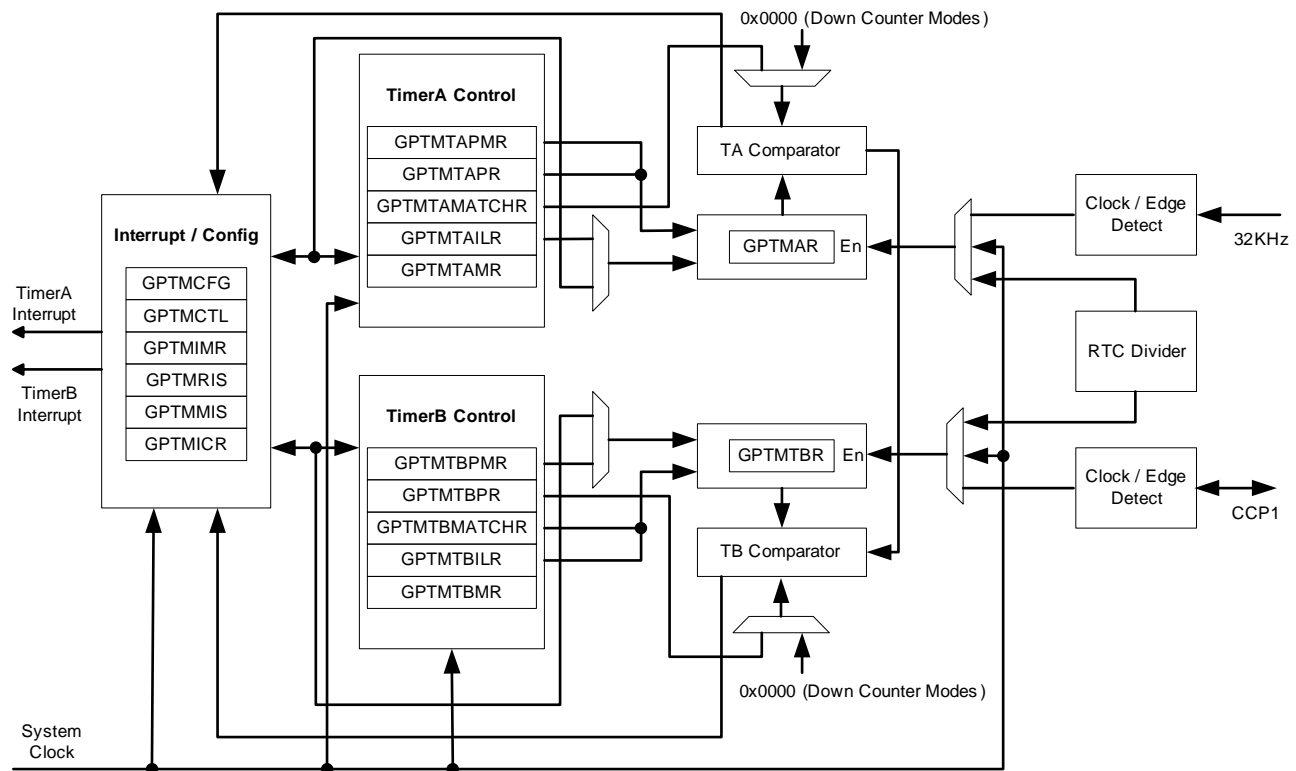 0x0000 (Down Counter Modes)
TimerA Control
GPTMTAPMR
GPTMTAPR
GPTMTAMATCHR
GPTMTAILR
GPTMTAMR
TA Comparator
GPTMAR
En
Clock / Edge
Detect
32KHz
Interrupt / Config
GPTMCFG
GPTMCTL
GPTMIMR
GPTMRIS
GPTMMIS
GPTMICR
TimerA
Interrupt
TimerB
Interrupt
RTC Divider
TimerB Control
GPTMTBPMR
GPTMTBPR
GPTMTBMATCHR
GPTMTBILR
GPTMTBMR
GPTMTBR
En
TB Comparator
Clock / Edge
Detect
CCP1
0x0000 (Down Counter Modes)
System
Clock